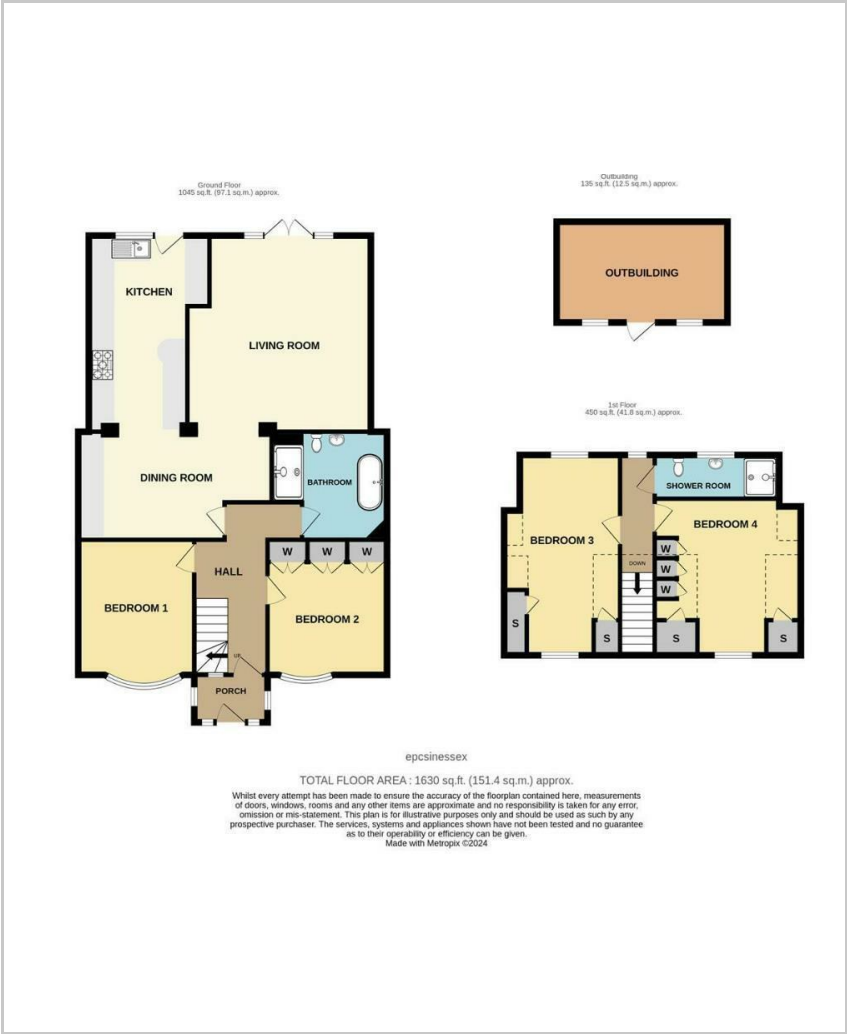 Ground Floor
1045 sq.ft. (97.1 sq.m.) approx.
KITCHEN
LIVING ROOM
DINING ROOM
BATHROOM
HALL
W
W
W
BEDROOM 1
BEDROOM 2
UP
PORCH
Outbuilding
135 sq.ft. (12.5 sq.m.) approx.
OUTBUILDING
1st Floor
450 sq.ft. (41.8 sq.m.) approx.
SHOWER ROOM
BEDROOM 4
BEDROOM 3
W
W
W
DOWN
S
S
S
S
epcsinessex
TOTAL FLOOR AREA : 1630 sq.ft. (151.4 sq.m.) approx.
Whilst every attempt has been made to ensure the accuracy of the floorplan contained here, measurements
of doors, windows, rooms and any other items are approximate and no responsibility is taken for any error,
omission or mis-statement. This plan is for illustrative purposes only and should be used as such by any
prospective purchaser. The services, systems and appliances shown have not been tested and no guarantee
as to their operability or efficiency can be given.
Made with Metropix ©2024